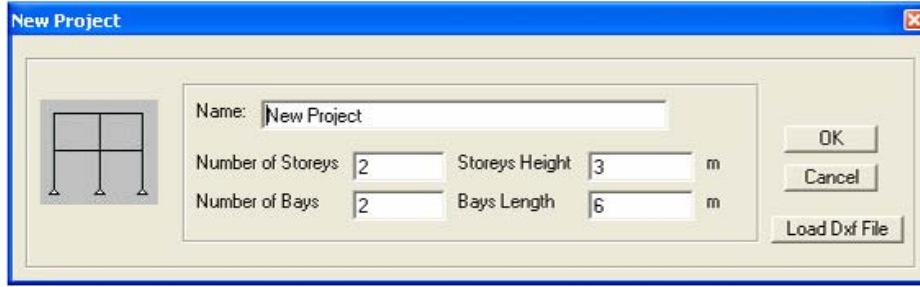 New Project
Name: New Project
Number of Storeys 2 Storeys Height 3 m
Number of Bays 2 Bays Length 6 m
OK
Cancel
Load Dxf File